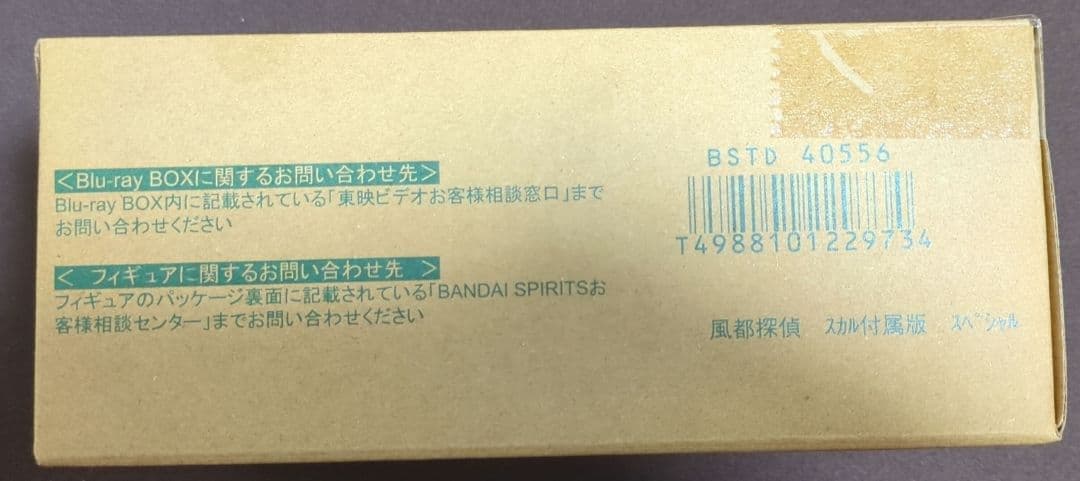 <Blu-ray BOXに関するお問い合わせ先>
Blu-ray BOX内に記載されている「東映ビデオお客様相談窓口」まで
お問い合わせください
< フィギュアに関するお問い合わせ先 >
フィギュアのパッケージ裏面に記載されている「BANDAI SPIRITSお
客様相談センター」までお問い合わせください
BSTD 40556
T4988101229734
風都探偵 ｽｶﾙ付属版 ｽﾍﾟｼｬﾙ